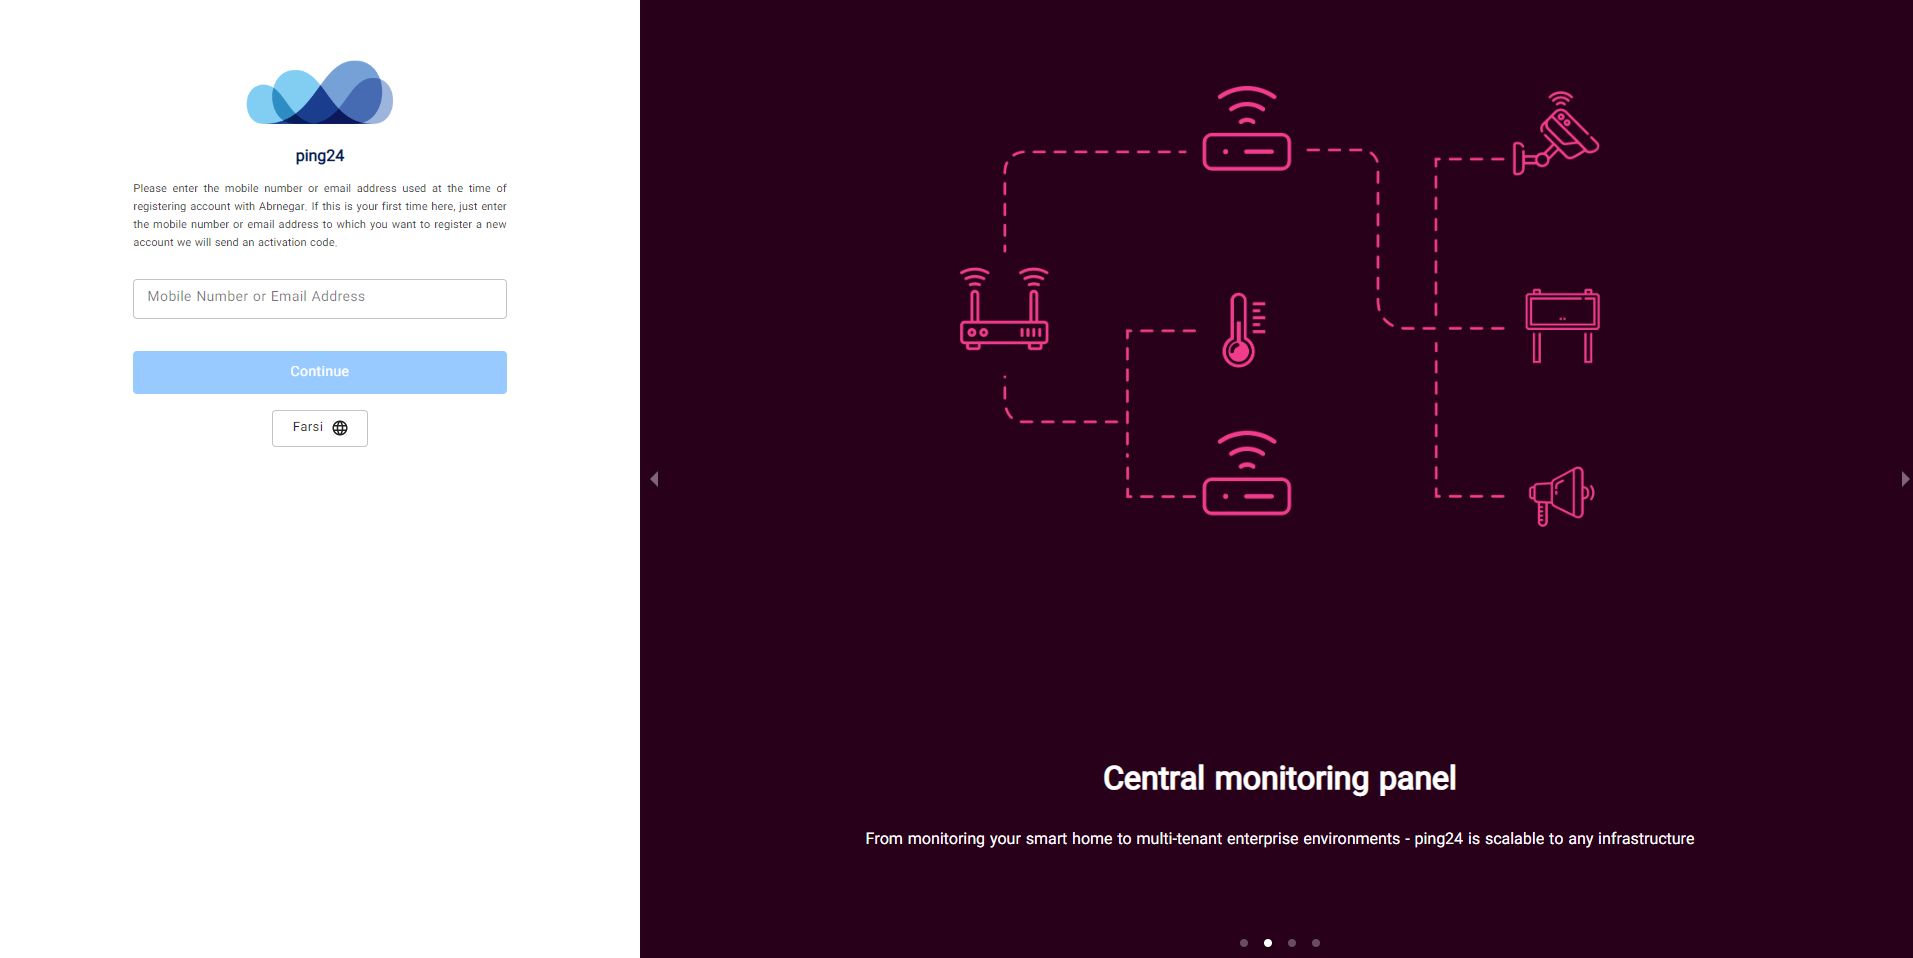 ping24
Please enter the mobile number or email address used at the time of
registering account with Abrnegar. If this is your first time here, just enter
the mobile number or email address to which you want to register a new
account we will send an activation code.
Mobile Number or Email Address
Continue
Farsi
Central monitoring panel
From monitoring your smart home to multi-tenant enterprise environments - ping24 is scalable to any infrastructure